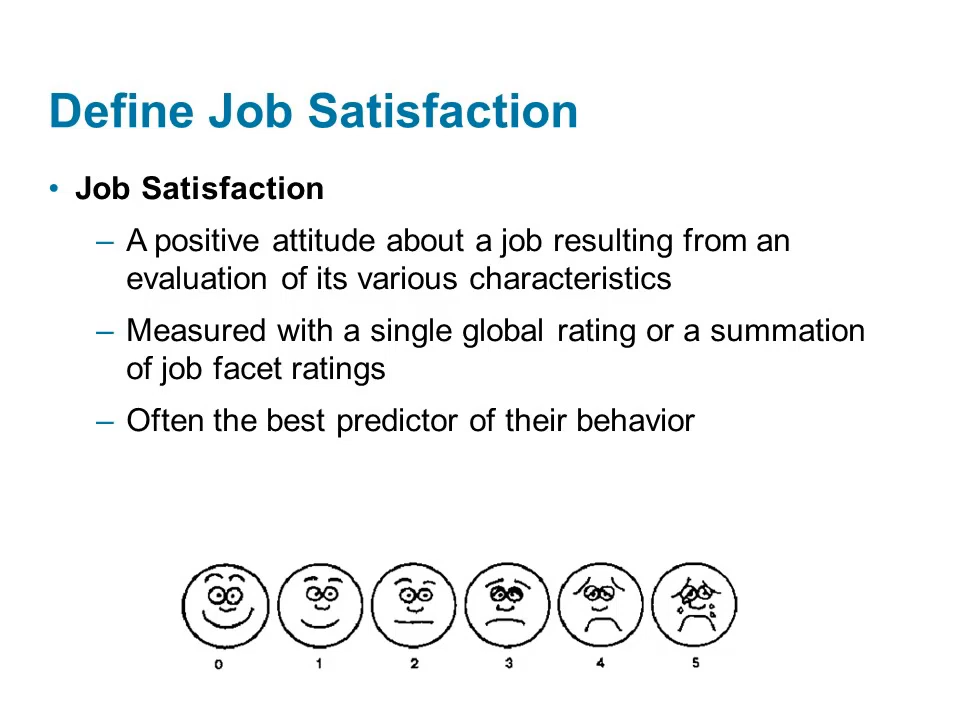 Define Job Satisfaction
• Job Satisfaction
– A positive attitude about a job resulting from an
evaluation of its various characteristics
– Measured with a single global rating or a summation
of job facet ratings
– Often the best predictor of their behavior
0 1 2 3 4 5